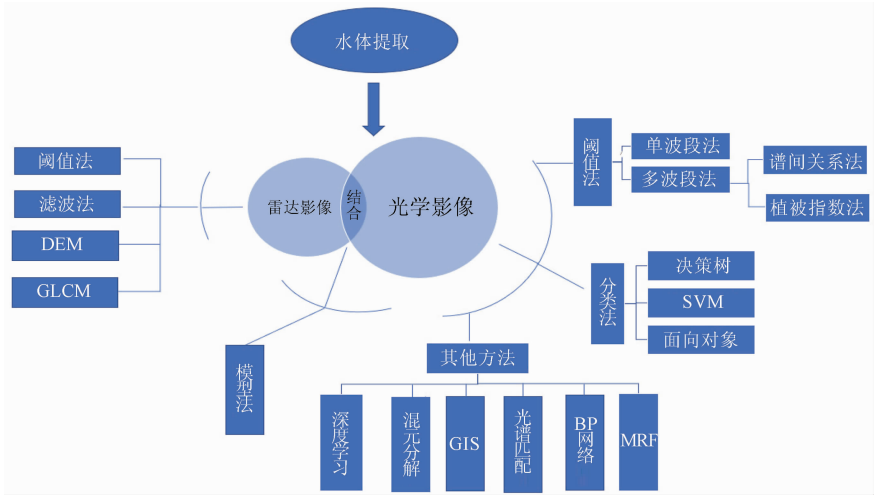 水体提取
阈值法
滤波法
DEM
GLCM
雷达影像
结合
光学影像
阈值法
单波段法
多波段法
谱间关系法
植被指数法
分类法
决策树
SVM
面向对象
模型法
其他方法
深度学习
混元分解
GIS
光谱匹配
BP
网络
MRF